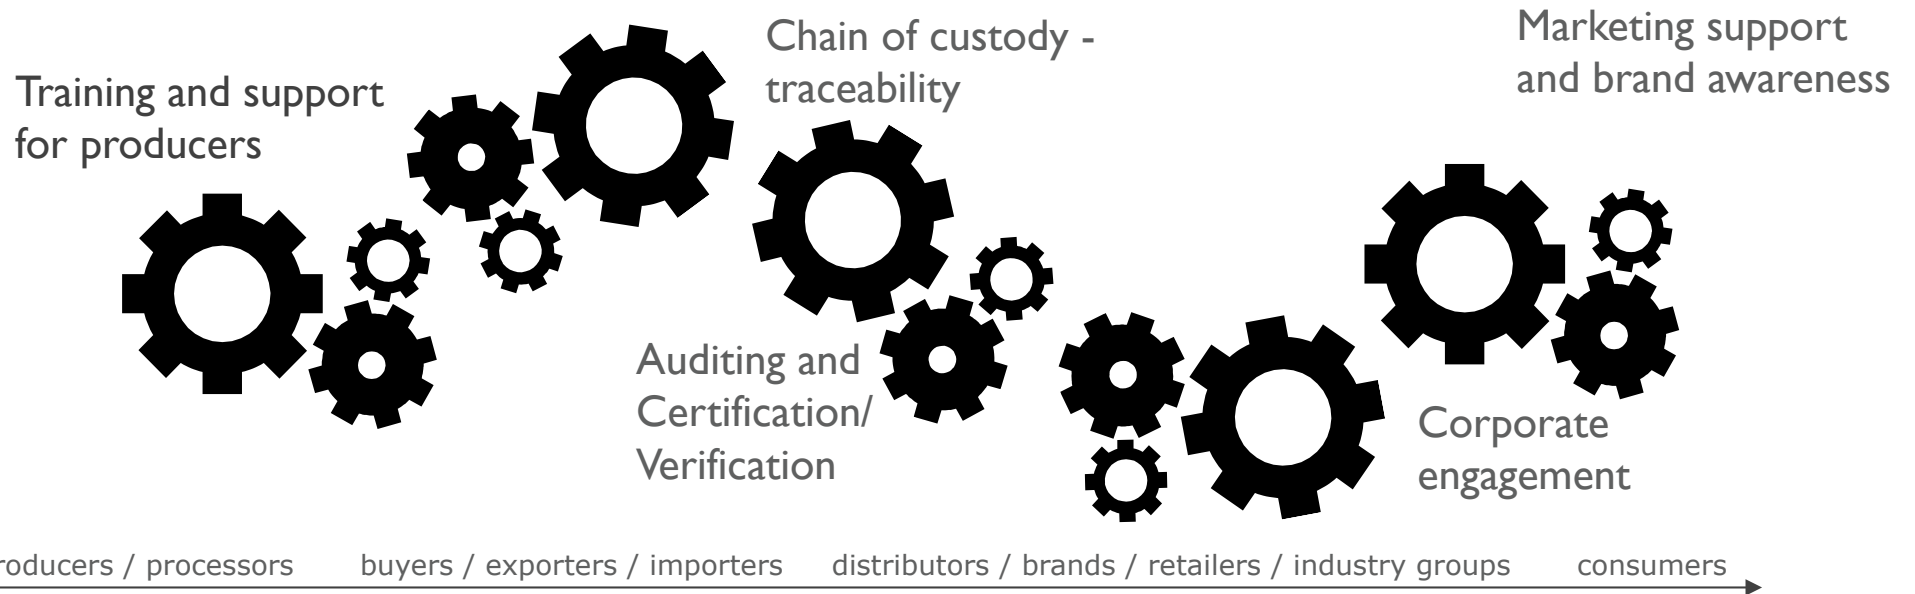 Training and support
for producers
Chain of custody -
traceability
Marketing support
and brand awareness
Auditing and
Certification/
Verification
Corporate
engagement
roducers / processors buyers / exporters / importers distributors / brands / retailers / industry groups consumers